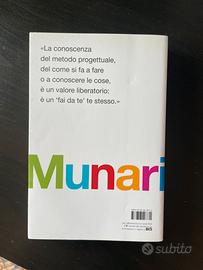 «La conoscenza
del metodo progettuale,
del come si fa a fare
o a conoscere le cose,
è un valore liberatorio:
è un 'fai da te' te stesso.»
Munari
subito